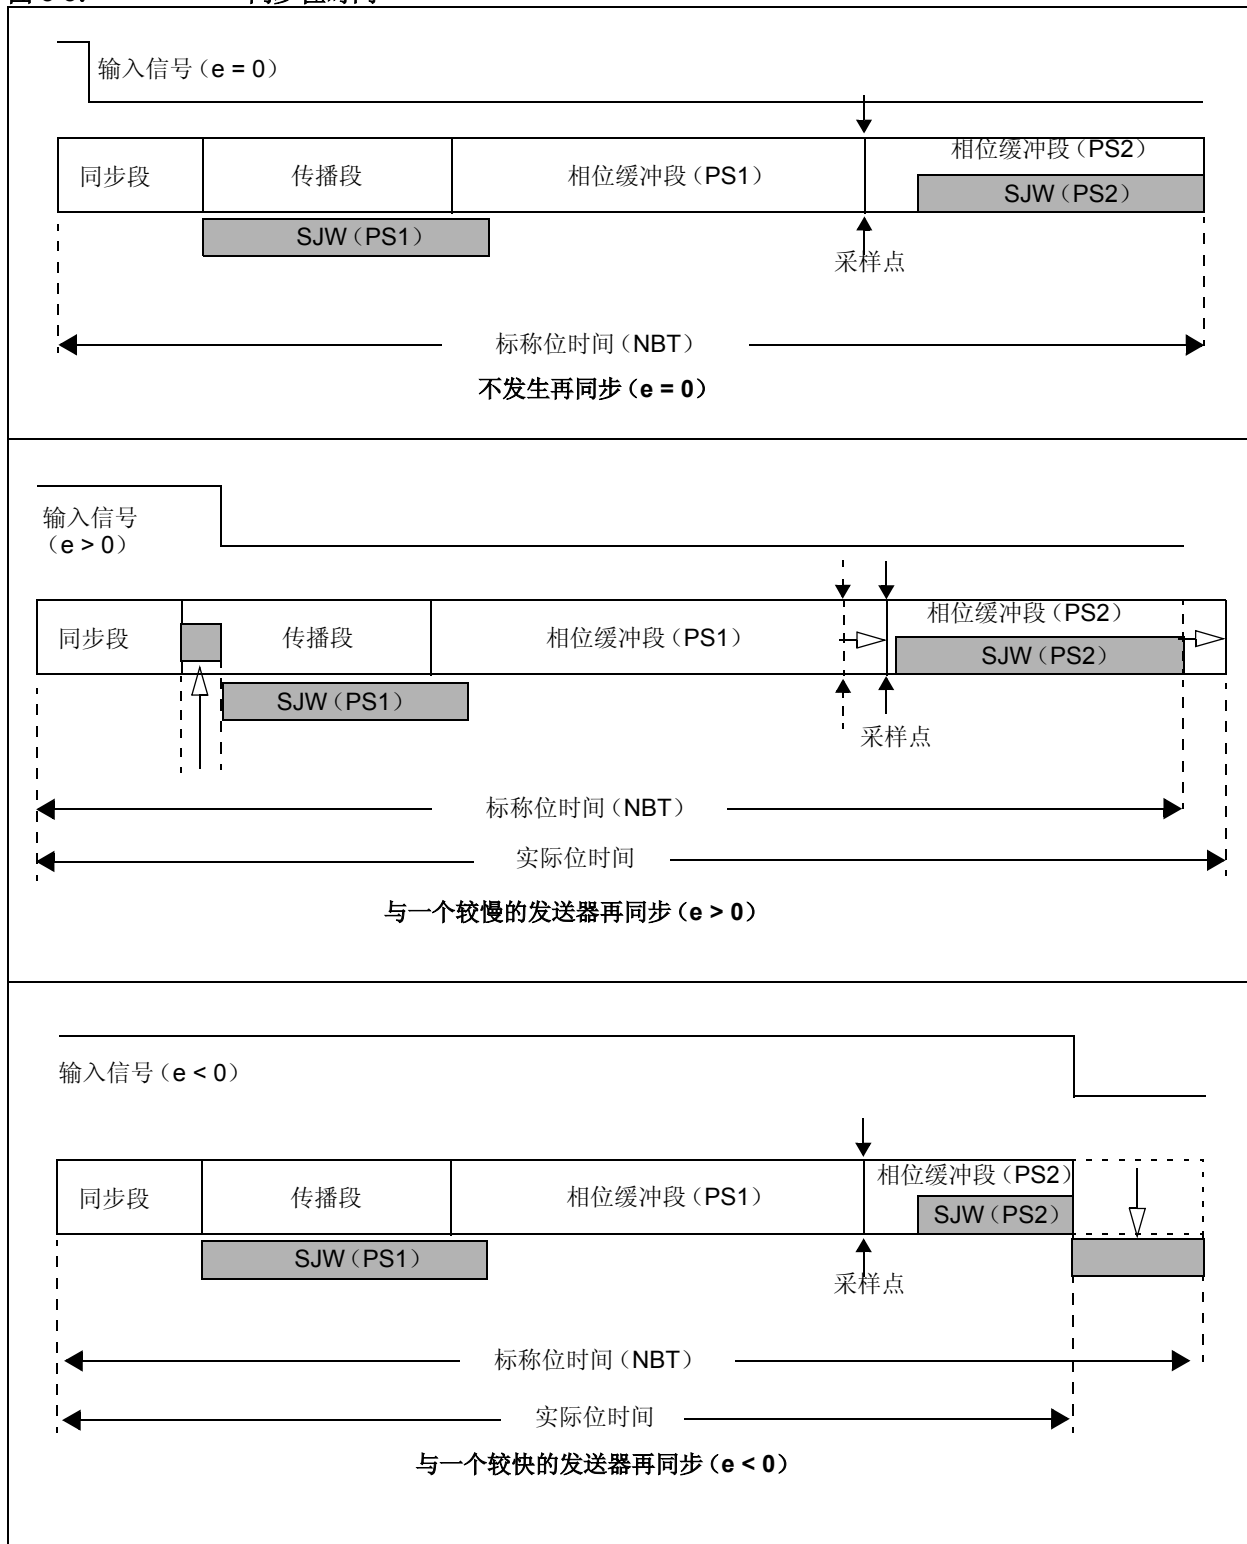 输入信号（e = 0）
同步段
传播段
相位缓冲段（PS1）
相位缓冲段（PS2）
SJW（PS2）
SJW（PS1）
采样点
标称位时间（NBT）
不发生再同步（e = 0）
输入信号
（e > 0）
同步段
传播段
相位缓冲段（PS1）
相位缓冲段（PS2）
SJW（PS2）
SJW（PS1）
采样点
标称位时间（NBT）
实际位时间
与一个较慢的发送器再同步（e > 0）
输入信号（e < 0）
同步段
传播段
相位缓冲段（PS1）
相位缓冲段（PS2）
SJW（PS2）
SJW（PS1）
采样点
标称位时间（NBT）
实际位时间
与一个较快的发送器再同步（e < 0）